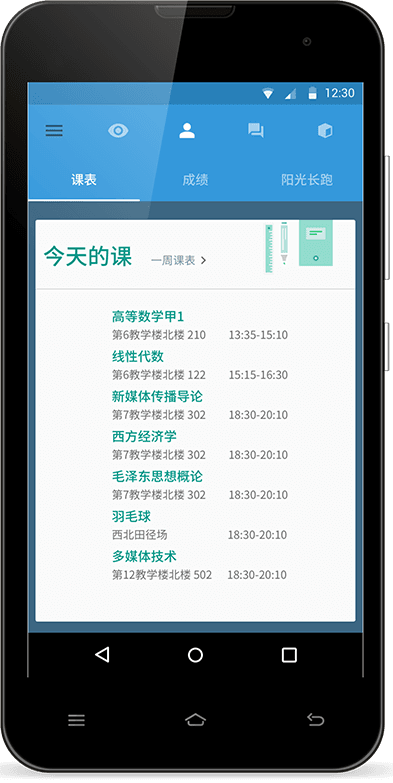 12:30
课表 成绩 阳光长跑
今天的课 一周课表 >
高等数学甲1
第6教学楼北楼 210 13:35-15:10
线性代数
第6教学楼北楼 122 15:15-16:30
新媒体传播导论
第7教学楼北楼 302 18:30-20:10
西方经济学
第7教学楼北楼 302 18:30-20:10
毛泽东思想概论
第7教学楼北楼 302 18:30-20:10
羽毛球
西北田径场 18:30-20:10
多媒体技术
第12教学楼北楼 502 18:30-20:10